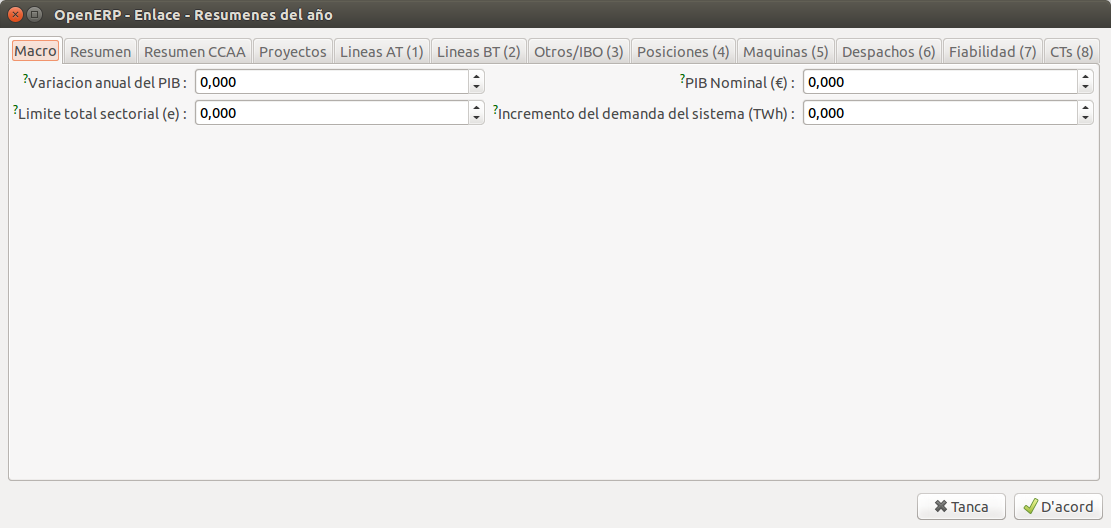 OpenERP - Enlace - Resumenes del año
Macro Resumen Resumen CCAA Proyectos Lineas AT (1) Lineas BT (2) Otros/IBO (3) Posiciones (4) Maquinas (5) Despachos (6) Fiabilidad (7) CTs (8)
?Variacion anual del PIB : 0,000 ?PIB Nominal (€) : 0,000
?Limite total sectorial (e) : 0,000 ?Incremento del demanda del sistema (TWh) : 0,000
Tanca D'acord